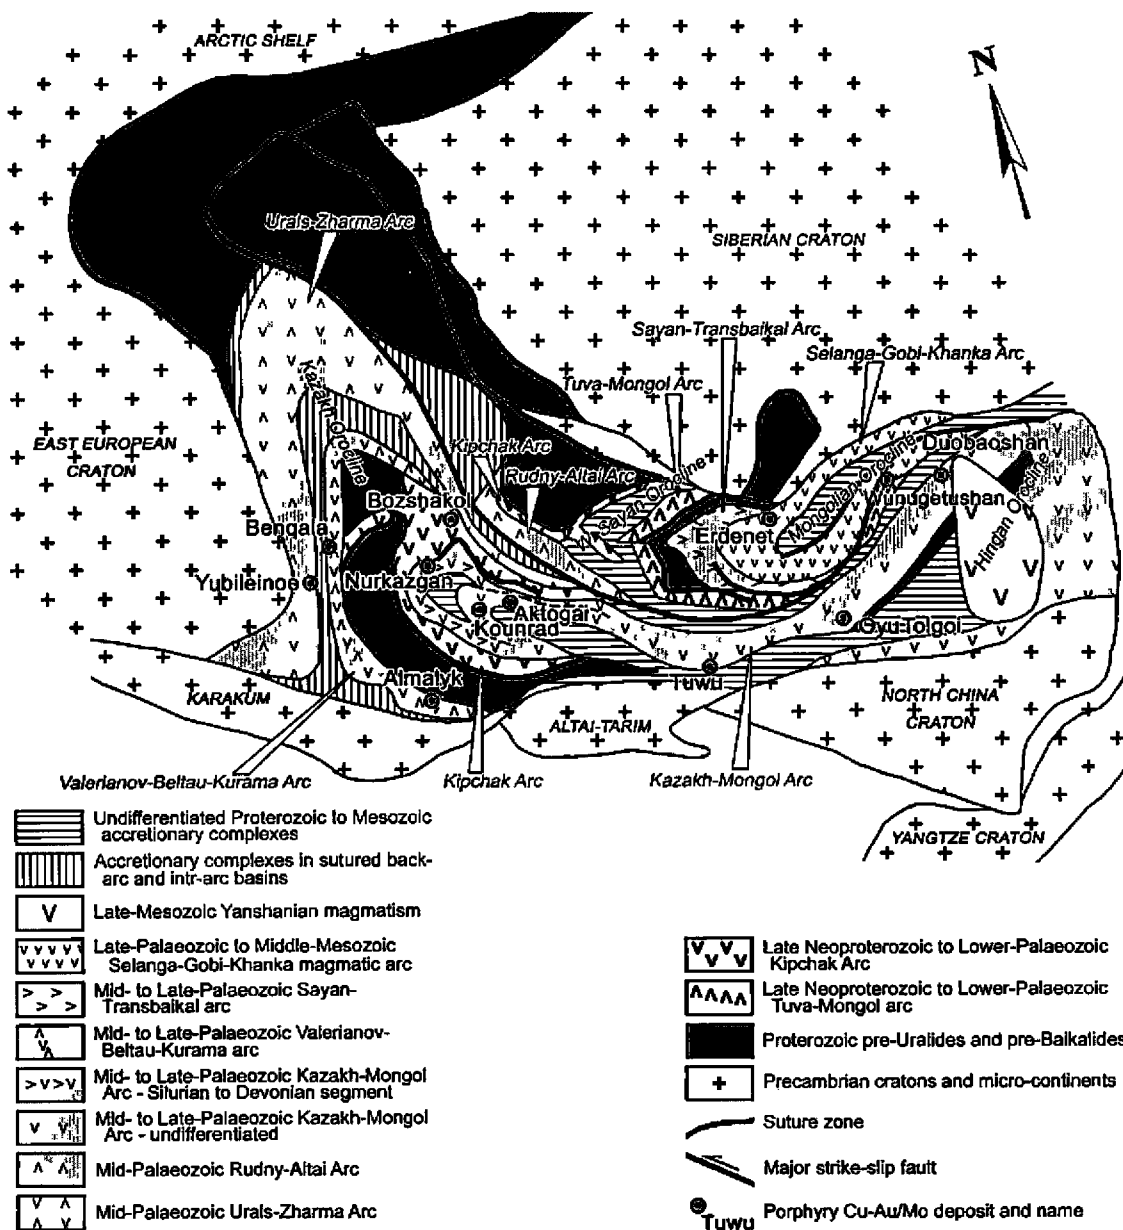 ARCTIC SHELF
N
Urals-Zharma Arc
SIBERIAN CRATON
Sayan-Transbaikal Arc
Selanga-Gobi-Khanka Arc
Tuva-Mongol Arc
Kazakh Orocline
EAST EUROPEAN
CRATON
Kipchak Arc
Rudny-Altai Arc
Sayan Orocline
Mongolian Orocline
Duobaoshan
Wunugetushan
Hingan Orocline
Bozshakol
Bengala
Erdenet
Yubileinoe
Nurkazgan
Aktogai
Kounrad
Oyu Tolgoi
Almalyk
Tuwu
KARAKUM
ALTAI-TARIM
NORTH CHINA
CRATON
Valerianov-Beltau-Kurama Arc
Kipchak Arc
Kazakh-Mongol Arc
YANGTZE CRATON
Undifferentiated Proterozoic to Mesozoic
accretionary complexes
Accretionary complexes in sutured back-
arc and intr-arc basins
Late-Mesozoic Yanshanian magmatism
Late-Palaeozoic to Middle-Mesozoic
Selanga-Gobi-Khanka magmatic arc
Mid- to Late-Palaeozoic Sayan-
Transbaikal arc
Mid- to Late-Palaeozoic Valerianov-
Beltau-Kurama arc
Mid- to Late-Palaeozoic Kazakh-Mongol
Arc - Silurian to Devonian segment
Mid- to Late-Palaeozoic Kazakh-Mongol
Arc - undifferentiated
Mid-Palaeozoic Rudny-Altai Arc
Mid-Palaeozoic Urals-Zharma Arc
Late Neoproterozoic to Lower-Palaeozoic
Kipchak Arc
Late Neoproterozoic to Lower-Palaeozoic
Tuva-Mongol arc
Proterozoic pre-Uralides and pre-Baikalides
Precambrian cratons and micro-continents
Suture zone
Major strike-slip fault
Porphyry Cu-Au/Mo deposit and name
Tuwu